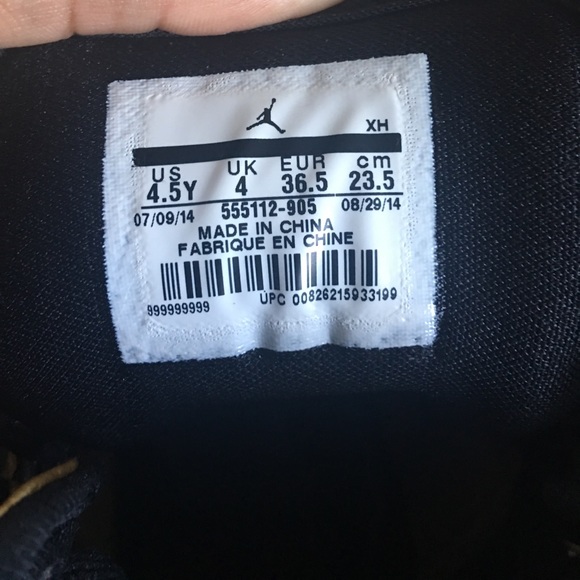 XH
US UK EUR cm
4.5Y 4 36.5 23.5
07/09/14 555112-905 08/29/14
MADE IN CHINA
FABRIQUE EN CHINE
999999999 UPC 00826215933199